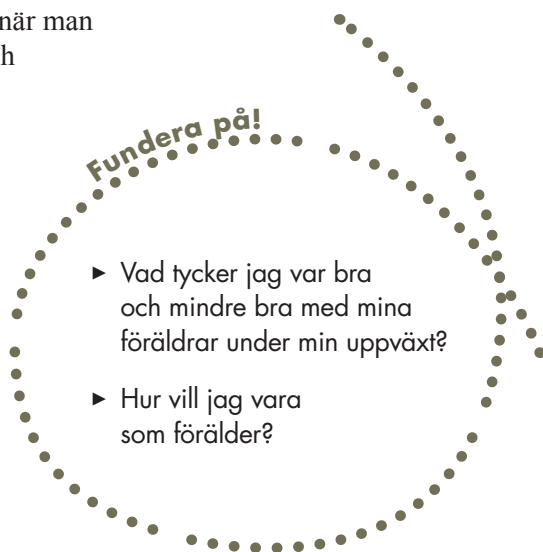 när man
h
Fundera på!
► Vad tycker jag var bra
och mindre bra med mina
föräldrar under min uppväxt?
► Hur vill jag vara
som förälder?